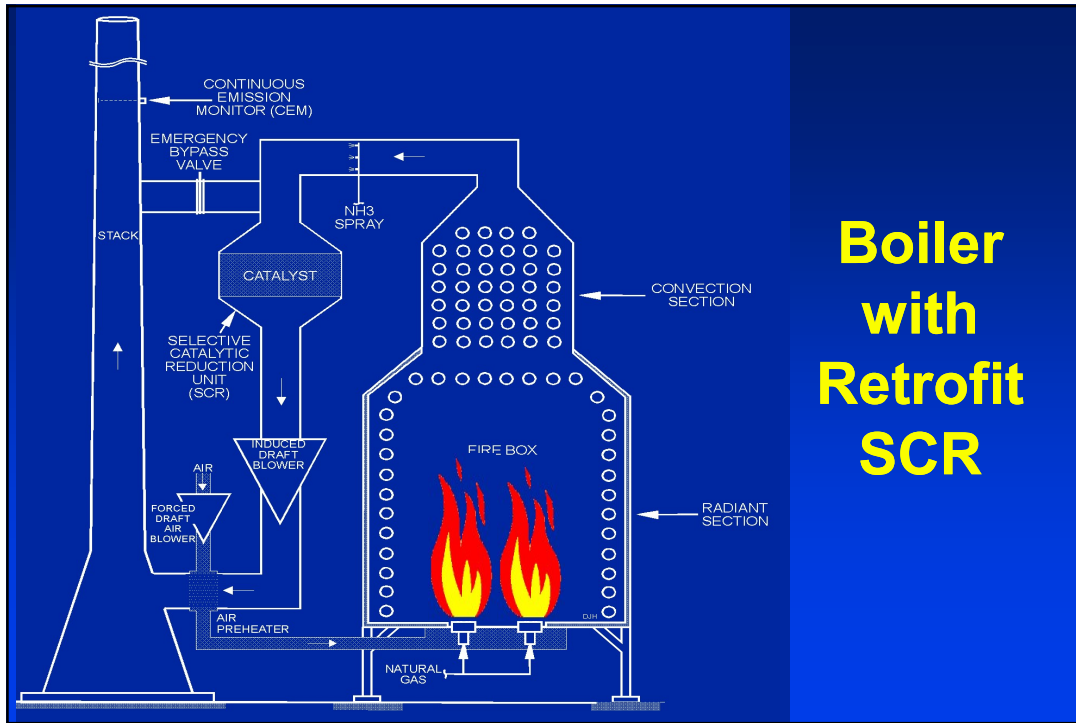 CONTINUOUS
EMISSION
MONITOR (CEM)
EMERGENCY
BYPASS
VALVE
STACK
NH3
SPRAY
CATALYST
SELECTIVE
CATALYTIC
REDUCTION
UNIT
(SCR)
CONVECTION
SECTION
INDUCED
DRAFT
BLOWER
FIRE BOX
AIR
FORCED
DRAFT
AIR
BLOWER
RADIANT
SECTION
AIR
PREHEATER
DJH
NATURAL
GAS
Boiler
with
Retrofit
SCR